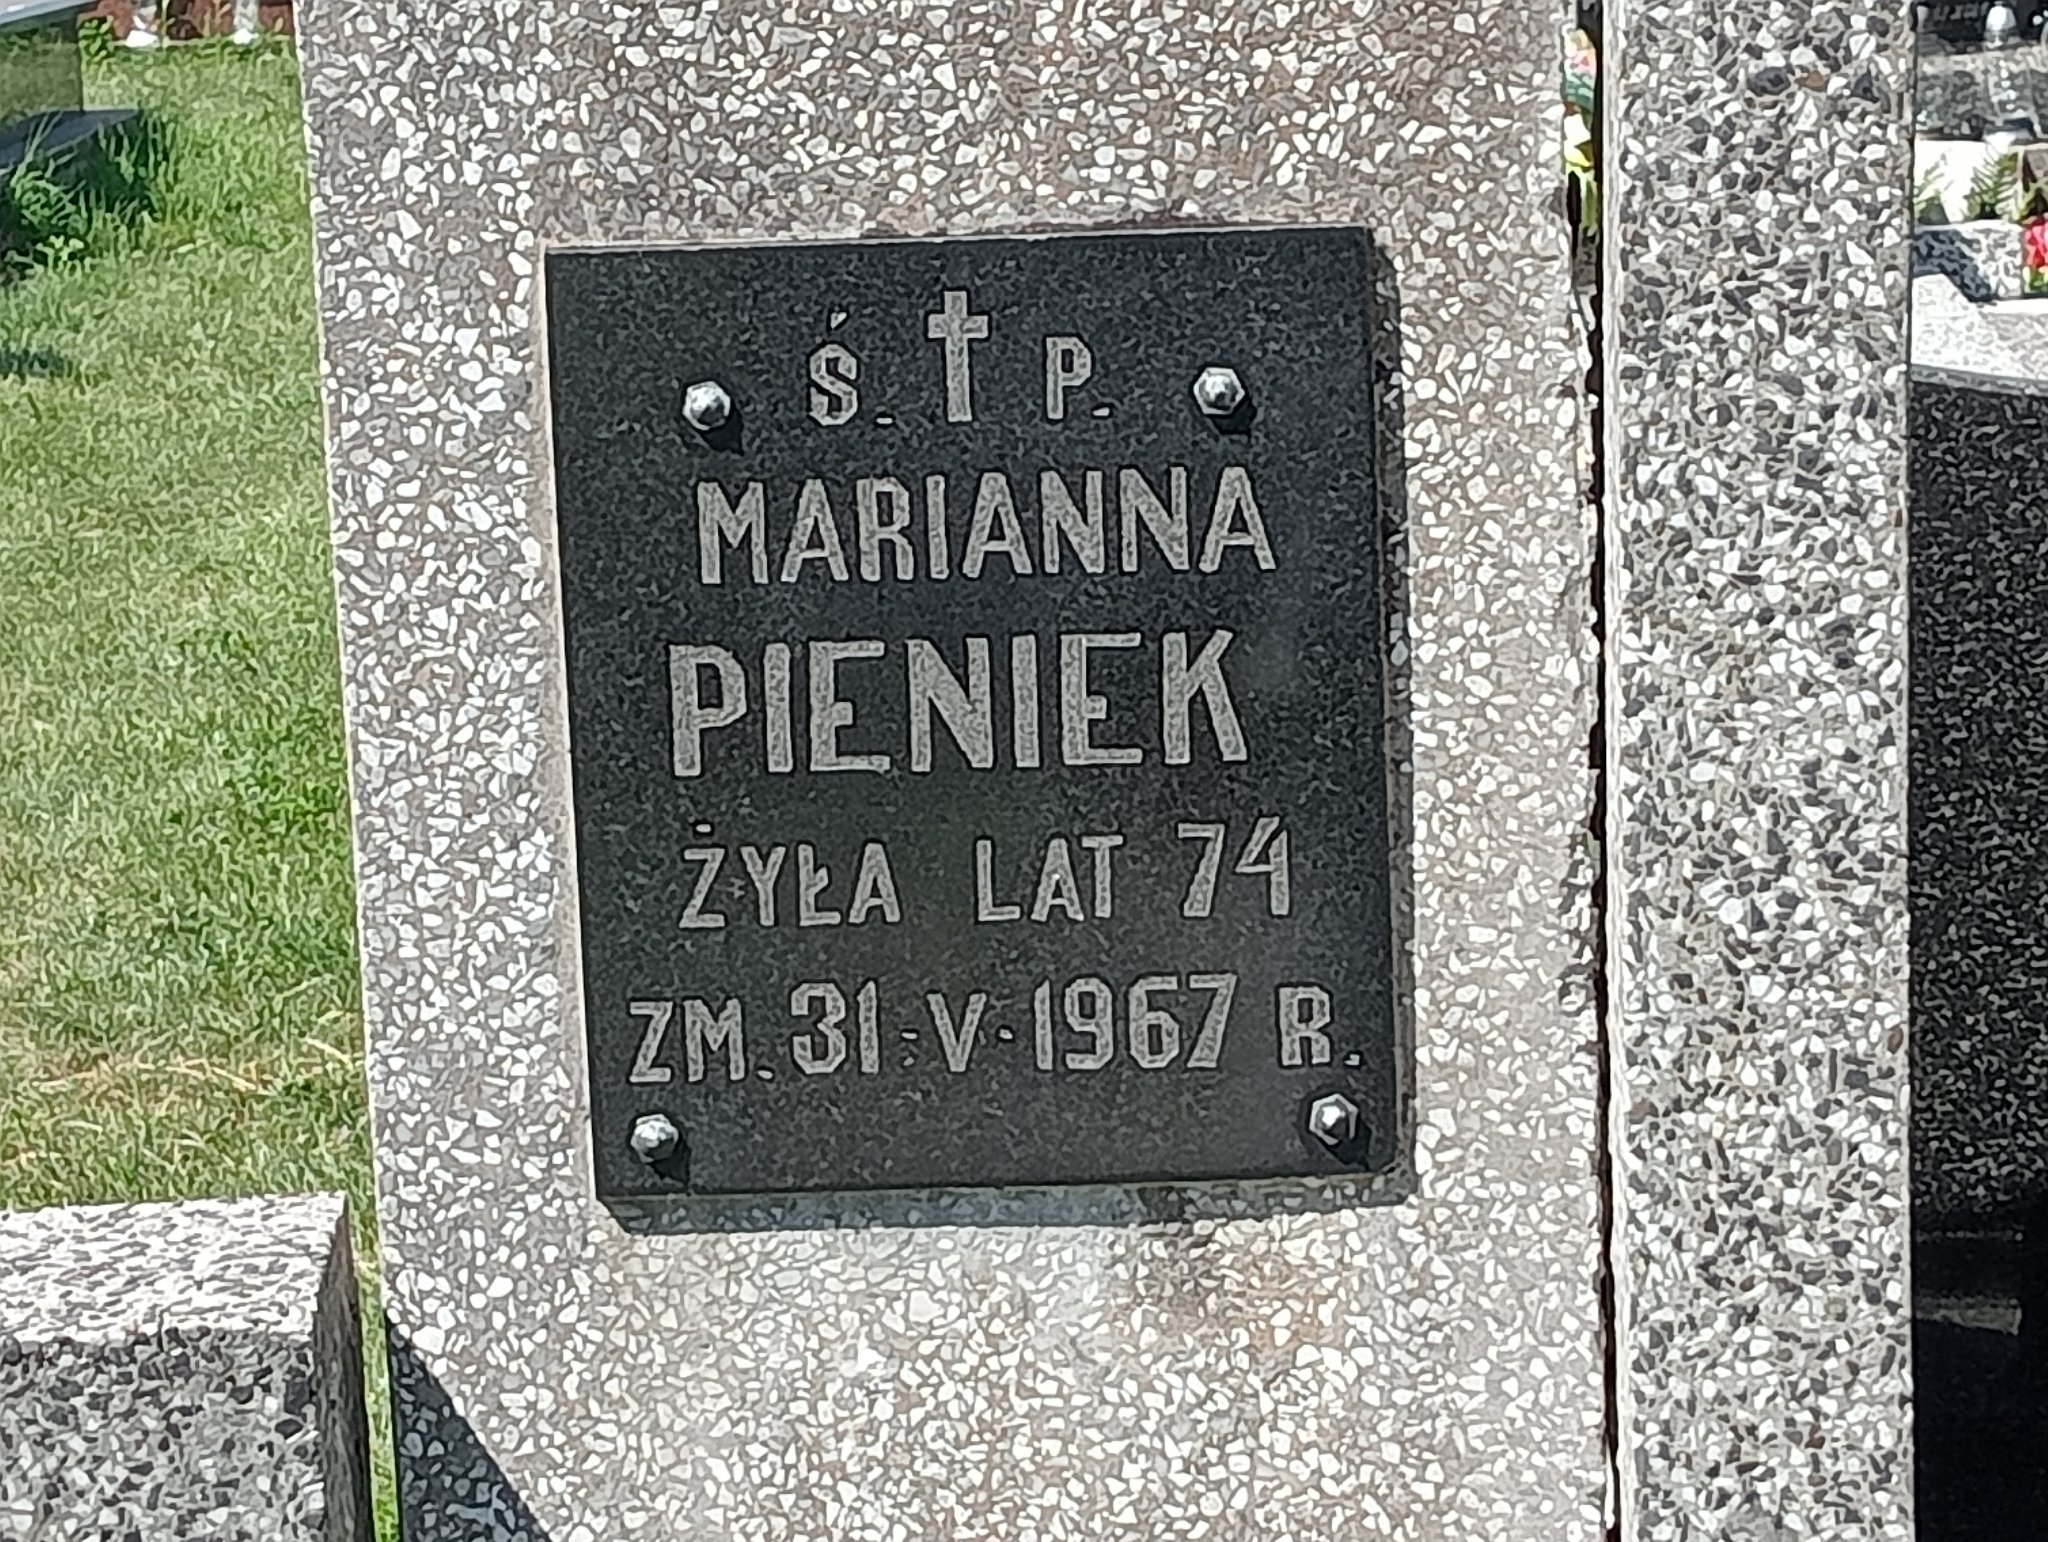 Ś. † P.
MARIANNA
PIENIEK
ŻYŁA LAT 74
ZM. 31-V-1967 R.